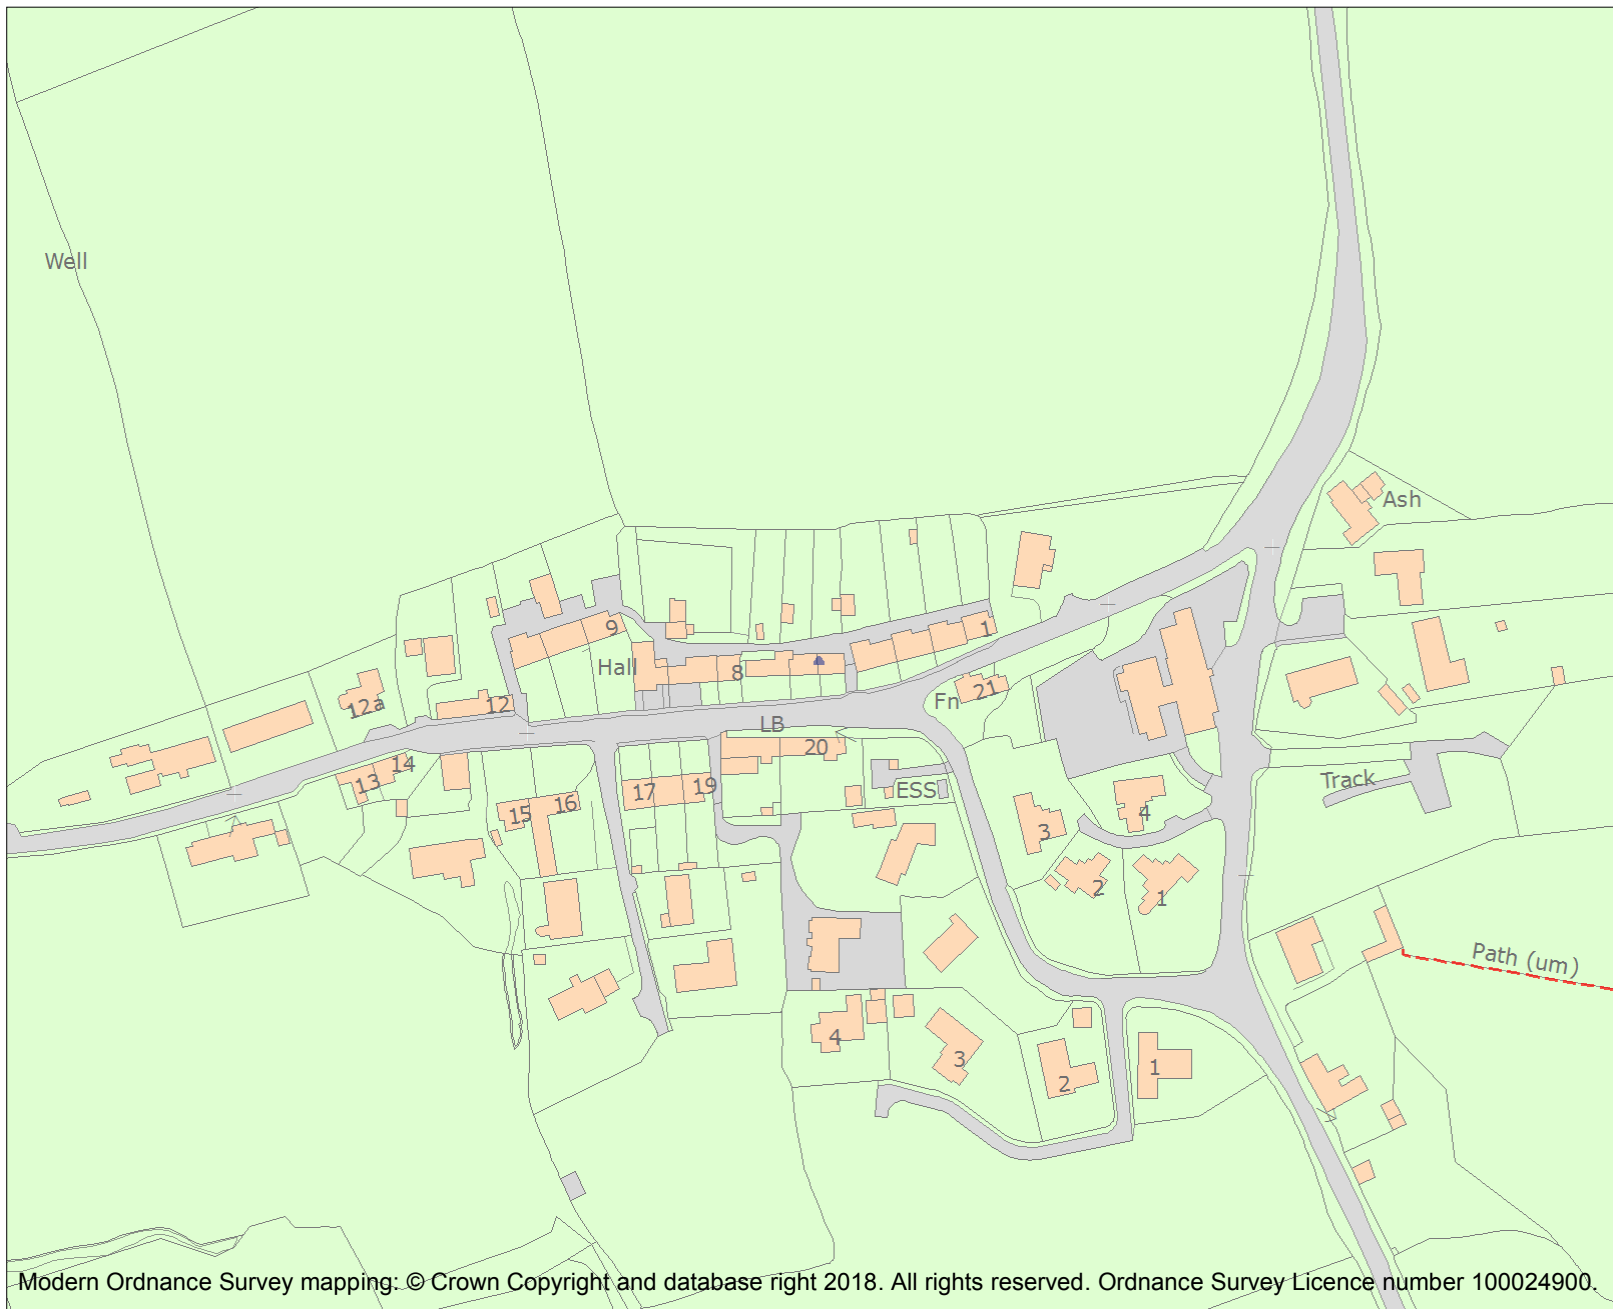 Well
Ash
9
1
Hall
8
12a
12
21
Fn
LB
20
14
13
Track
17
19
ESS
15
16
4
3
2
1
Path (um)
4
3
2
1
Modern Ordnance Survey mapping: © Crown Copyright and database right 2018. All rights reserved. Ordnance Survey Licence number 100024900.